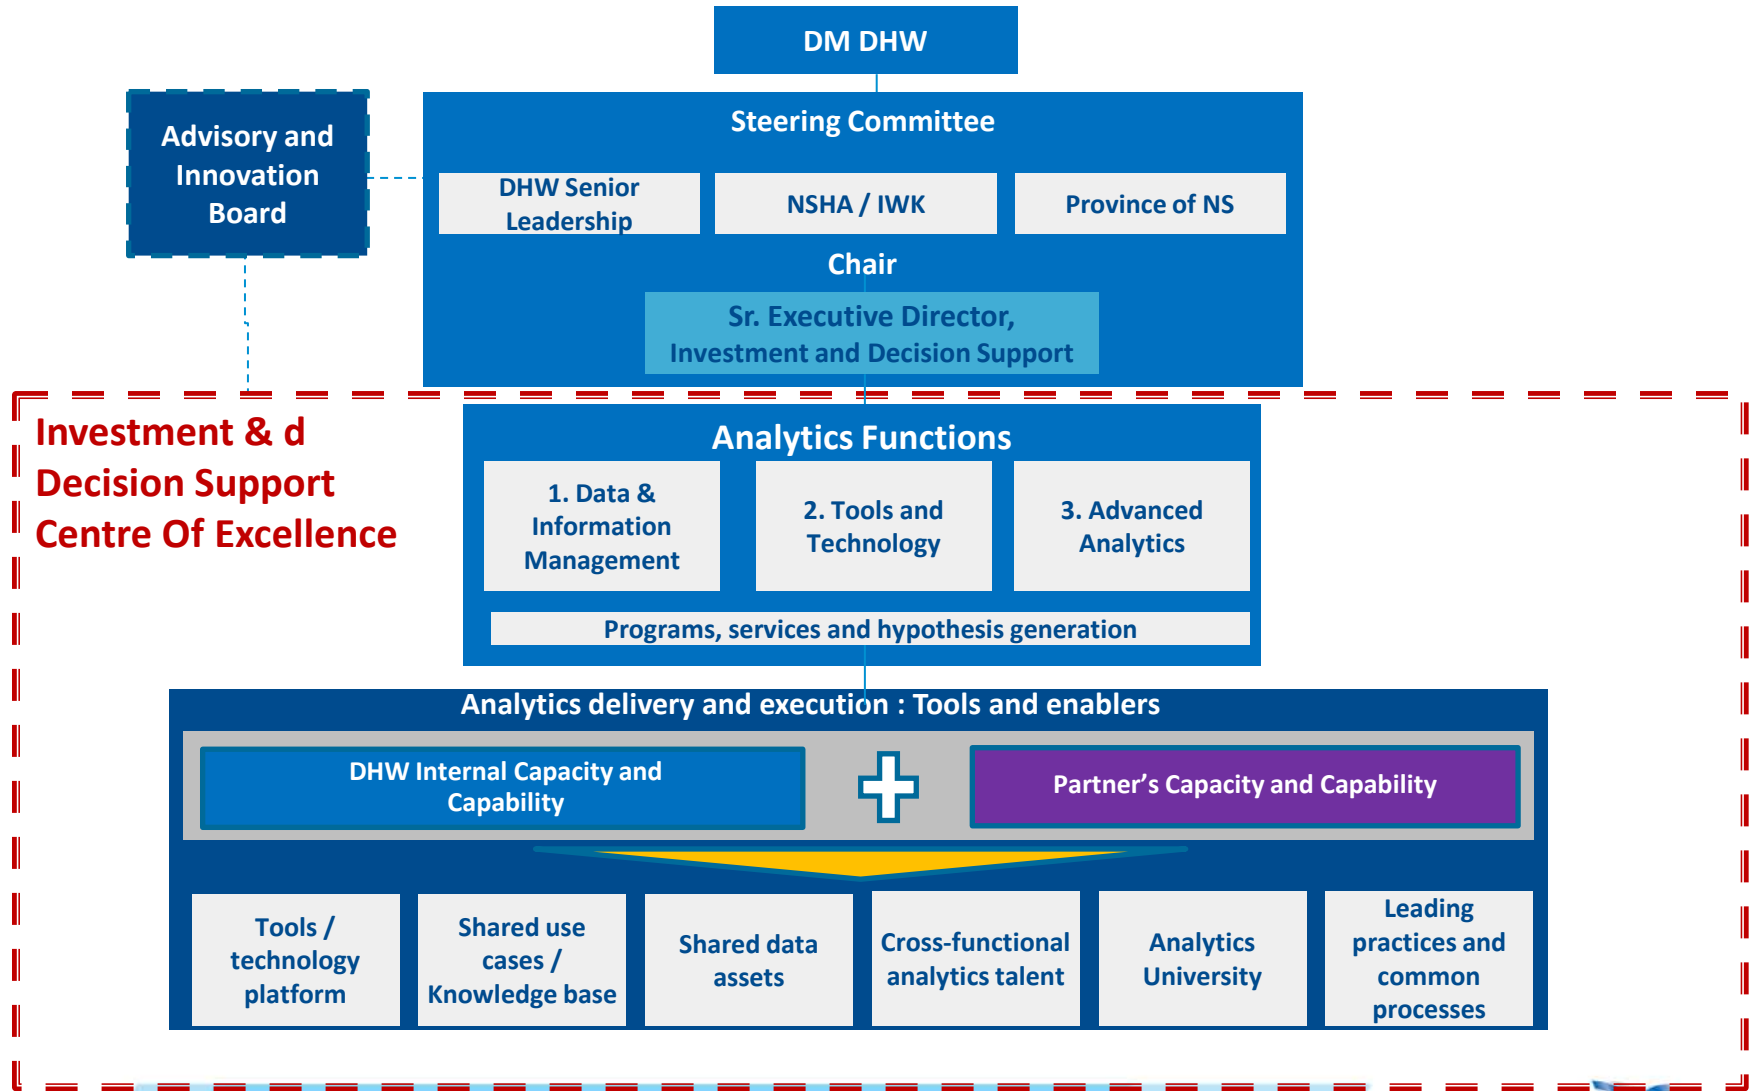 DM DHW
Advisory and
Innovation
Board
Steering Committee
DHW Senior
Leadership
NSHA / IWK
Province of NS
Chair
Sr. Executive Director,
Investment and Decision Support
Investment & d
Decision Support
Centre Of Excellence
Analytics Functions
1. Data &
Information
Management
2. Tools and
Technology
3. Advanced
Analytics
Programs, services and hypothesis generation
Analytics delivery and execution : Tools and enablers
DHW Internal Capacity and
Capability
Partner's Capacity and Capability
Tools /
technology
platform
Shared use
cases /
Knowledge base
Shared data
assets
Cross-functional
analytics talent
Analytics
University
Leading
practices and
common
processes